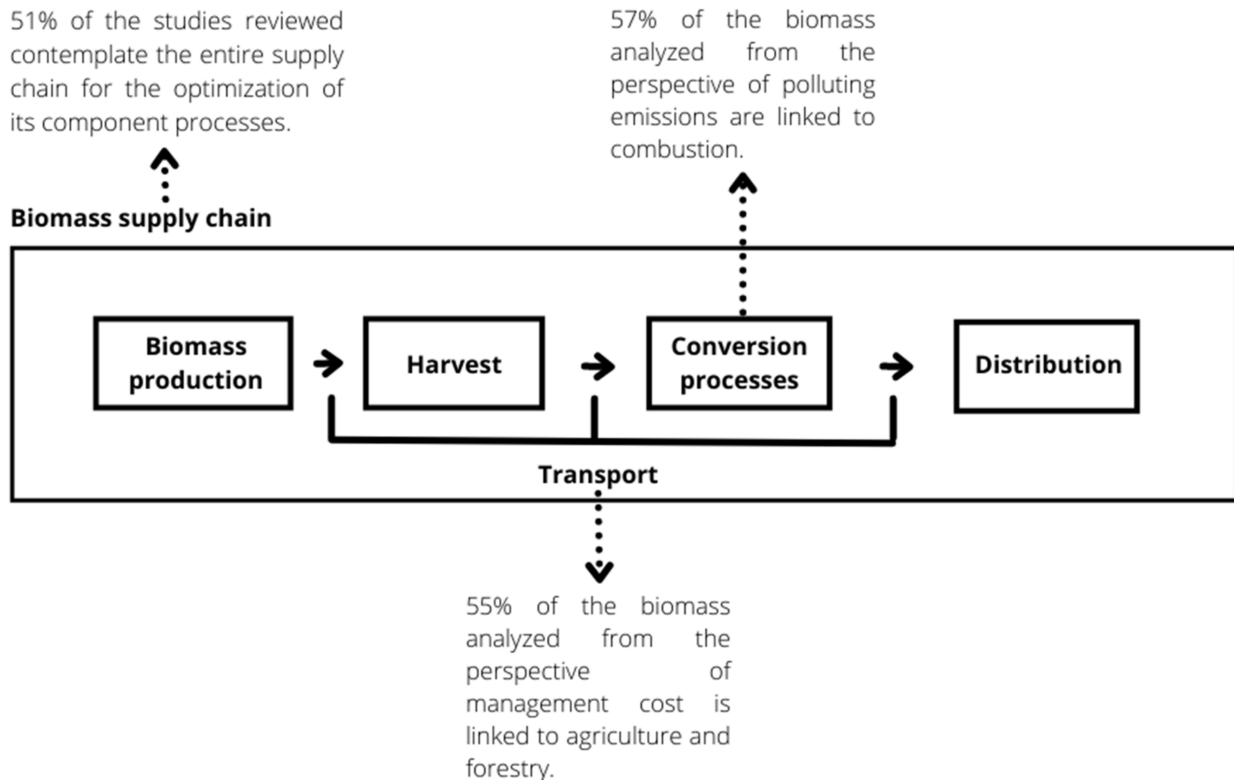 51% of the studies reviewed
contemplate the entire supply
chain for the optimization of
its component processes.
57% of the biomass
analyzed from the
perspective of polluting
emissions are linked to
combustion.
Biomass supply chain
Biomass
production
Harvest
Conversion
processes
Distribution
Transport
55% of the biomass
analyzed from the
perspective of
management cost is
linked to agriculture and
forestry.